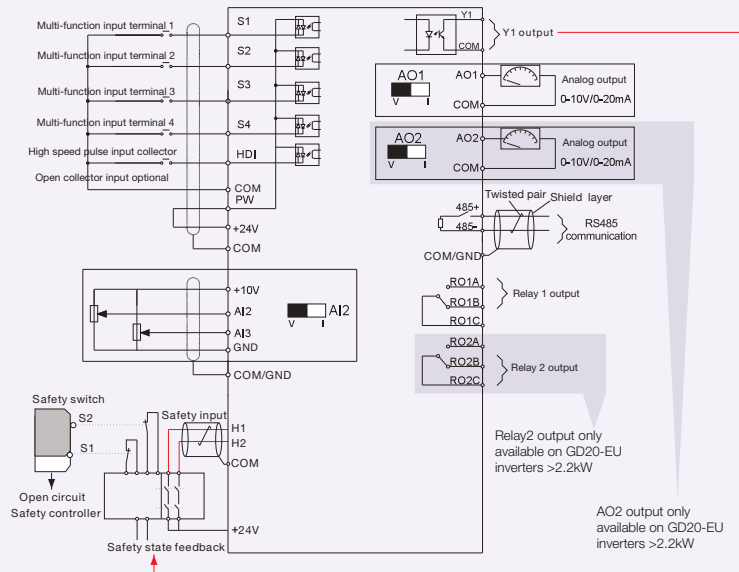 Multi-function input terminal 1
S1
Multi-function input terminal 2
S2
Multi-function input terminal 3
S3
Multi-function input terminal 4
S4
High speed pulse input collector
HDI
Open collector input optional
COM
PW
+24V
COM
+10V
AI2
AI3
GND
V I AI2
COM/GND
Safety switch
S2
S1
Safety input
H1
H2
COM
Open circuit
Safety controller
+24V
Safety state feedback
Y1
COM
Y1 output
AO1
V I
AO1
COM
Analog output
0-10V/0-20mA
AO2
V I
AO2
COM
Analog output
0-10V/0-20mA
Twisted pair
Shield layer
485+
485-
RS485
communication
COM/GND
RO1A
RO1B
RO1C
Relay 1 output
RO2A
RO2B
RO2C
Relay 2 output
Relay2 output only
available on GD20-EU
inverters >2.2kW
AO2 output only
available on GD20-EU
inverters >2.2kW